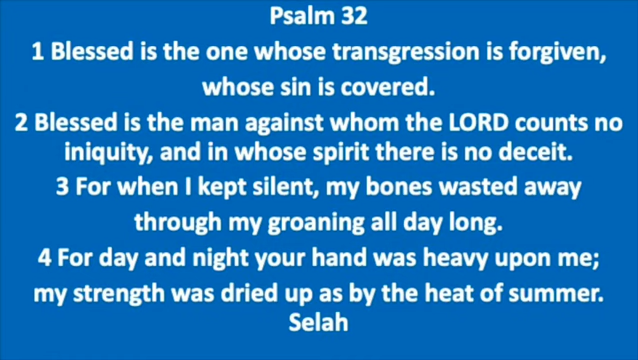 Psalm 32
1 Blessed is the one whose transgression is forgiven,
whose sin is covered.
2 Blessed is the man against whom the LORD counts no
iniquity, and in whose spirit there is no deceit.
3 For when I kept silent, my bones wasted away
through my groaning all day long.
4 For day and night your hand was heavy upon me;
my strength was dried up as by the heat of summer.
Selah